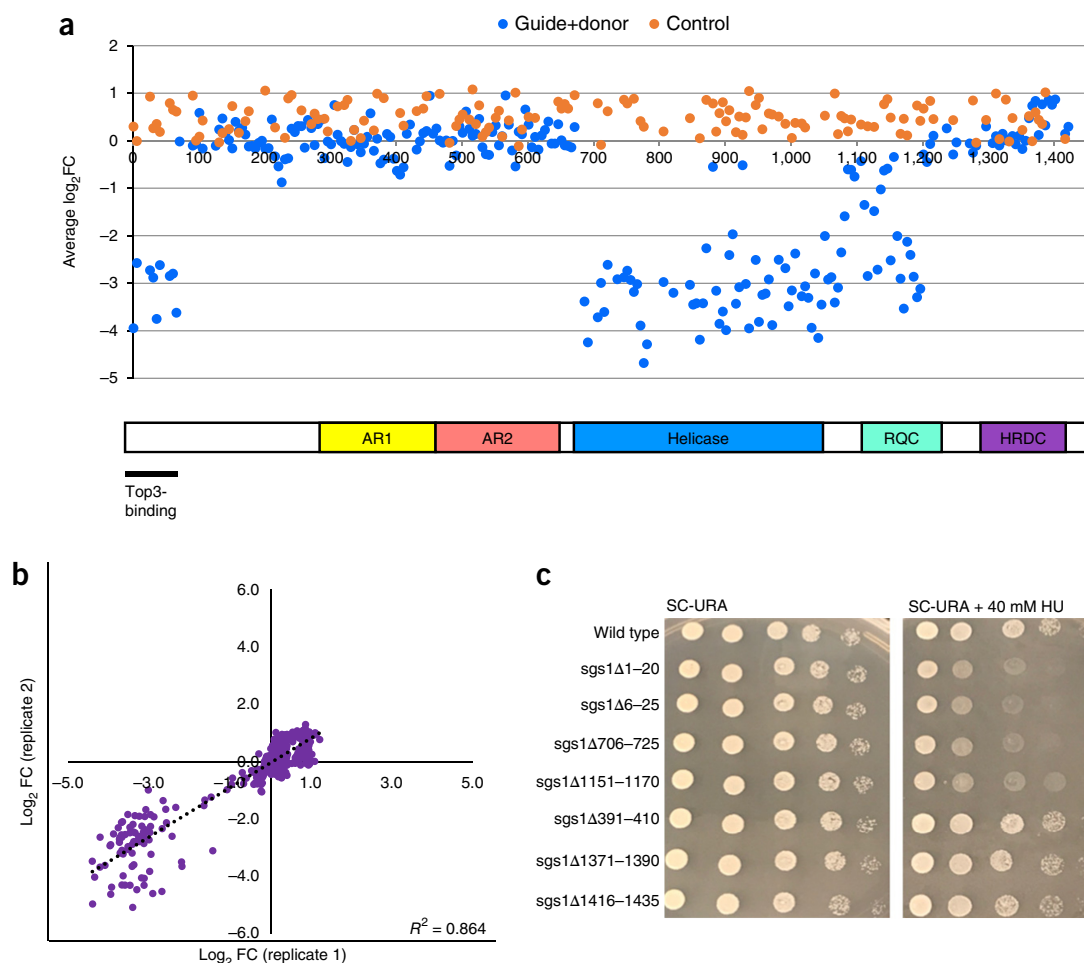 a
Guide+donor Control
2
1
0
–1
–2
–3
–4
–5
Average log2FC
0 100 200 300 400 500 600 700 800 900 1,000 1,100 1,200 1,300 1,400
AR1 AR2 Helicase RQC HRDC
Top3-
binding
b
6.0
4.0
2.0
0.0
–2.0
–4.0
–6.0
–5.0 –3.0 –1.0 1.0 3.0 5.0
Log2 FC (replicate 2)
R2 = 0.864
Log2 FC (replicate 1)
c
SC-URA SC-URA + 40 mM HU
Wild type
sgs1Δ1–20
sgs1Δ6–25
sgs1Δ706–725
sgs1Δ1151–1170
sgs1Δ391–410
sgs1Δ1371–1390
sgs1Δ1416–1435